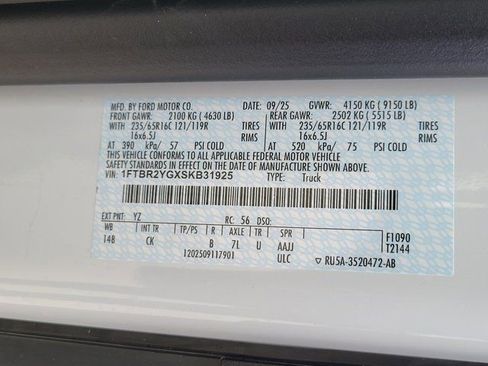 MFD. BY FORD MOTOR CO. DATE: 09/25 GVWR: 4150 KG ( 9150 LB)
FRONT GAWR: 2100 KG ( 4630 LB) REAR GAWR: 2502 KG ( 5515 LB)
WITH 235/65R16C 121/119R TIRES WITH 235/65R16C 121/119R TIRES
16x6.5J RIMS 16x6.5J RIMS
AT 390 kPa/ 57 PSI COLD AT 520 kPa/ 75 PSI COLD
THIS VEHICLE CONFORMS TO ALL APPLICABLE FEDERAL MOTOR VEHICLE
SAFETY STANDARDS IN EFFECT ON THE DATE OF MANUFACTURE SHOWN ABOVE.
VIN: 1FTBR2YGXSKB31925 TYPE: Truck
EXT PNT: YZ RC: 56 DSO:
WB INT TR TP/PS R AXLE TR SPR F1090
14B CK B 7L U AAJJ T2144
1202509117901 ULC ▽ RU5A-3520472-AB